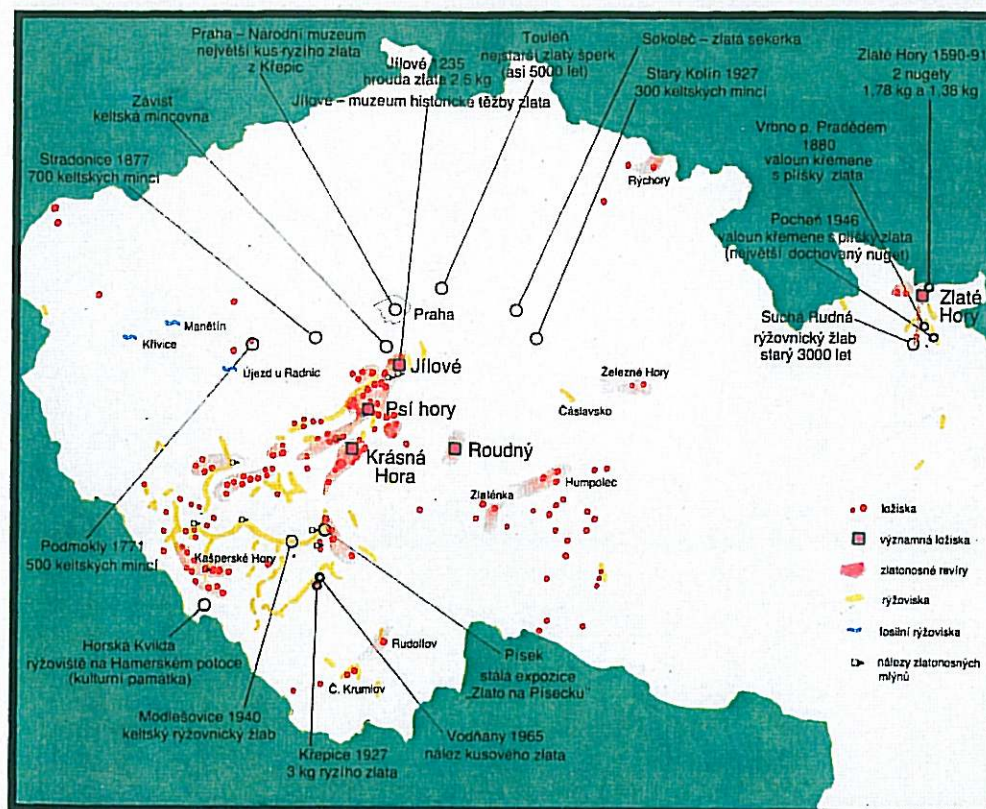 Praha – Národní muzeum
největší kus ryzího zlata
z Křepic
Jílové 1235
hrouda zlata 2,6 kg
Jílové – muzeum historické těžby zlata
Touleň
nejstarší zlatý šperk
(asi 5000 let)
Sokoleč – zlatá sekerka
Starý Kolín 1927
300 keltských mincí
Zlaté Hory 1590-91
2 nugety
1,78 kg a 1,38 kg
Závist
keltská mincovna
Stradonice 1877
700 keltských mincí
Vrbno p. Pradědem
1880
valoun křemene
s plíšky zlata
Pocheň 1946
valoun křemene s plíšky zlata
(největší dochovaný nuget)
Rýchory
Praha
Zlaté
Hory
Suchá Rudná
rýžovnický žlab
starý 3000 let
Manětín
Křivice
Újezd u Radnic
Jílové
Železné Hory
Čáslavsko
Psí hory
Krásná
Hora
Roudný
Humpolec
Zlaténka
Podmokly 1771
500 keltských mincí
Kašperské Hory
Horská Kvilda
rýžoviště na Hamerském potoce
(kulturní památka)
Modlešovice 1940
keltský rýžovnický žlab
Rudolfov
Č. Krumlov
Křepice 1927
3 kg ryzího zlata
Vodňany 1965
nález kusového zlata
Písek
stálá expozice
„Zlato na Písecku“
ložiska
významná ložiska
zlatonosné revíry
rýžoviska
fosilní rýžoviska
nálezy zlatonosných
mlýnů